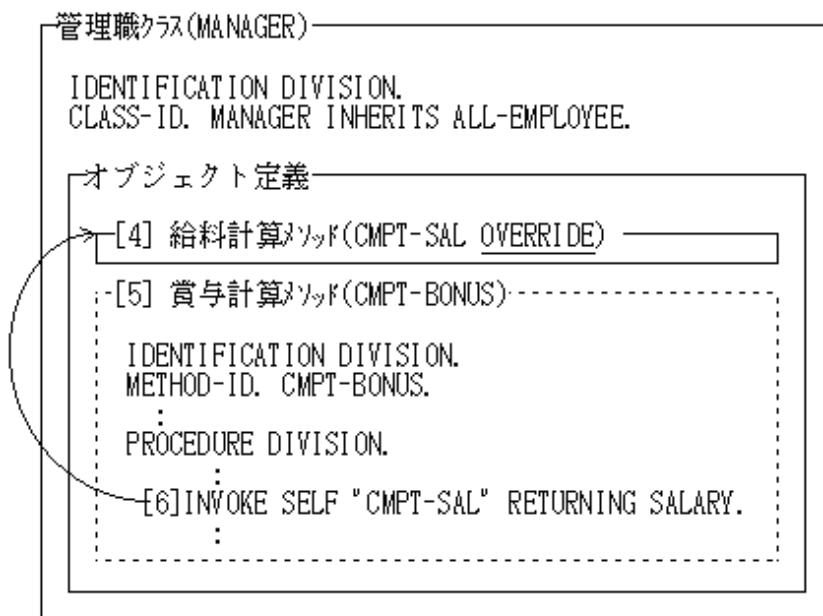 管理職ｸﾗｽ(MANAGER)
IDENTIFICATION DIVISION.
CLASS-ID. MANAGER INHERITS ALL-EMPLOYEE.
オブジェクト定義
[4] 給料計算ﾒｿｯﾄﾞ(CMPT-SAL OVERRIDE)
[5] 賞与計算ﾒｿｯﾄﾞ(CMPT-BONUS)
IDENTIFICATION DIVISION.
METHOD-ID. CMPT-BONUS.
:
PROCEDURE DIVISION.
:
[6]INVOKE SELF "CMPT-SAL" RETURNING SALARY.
: